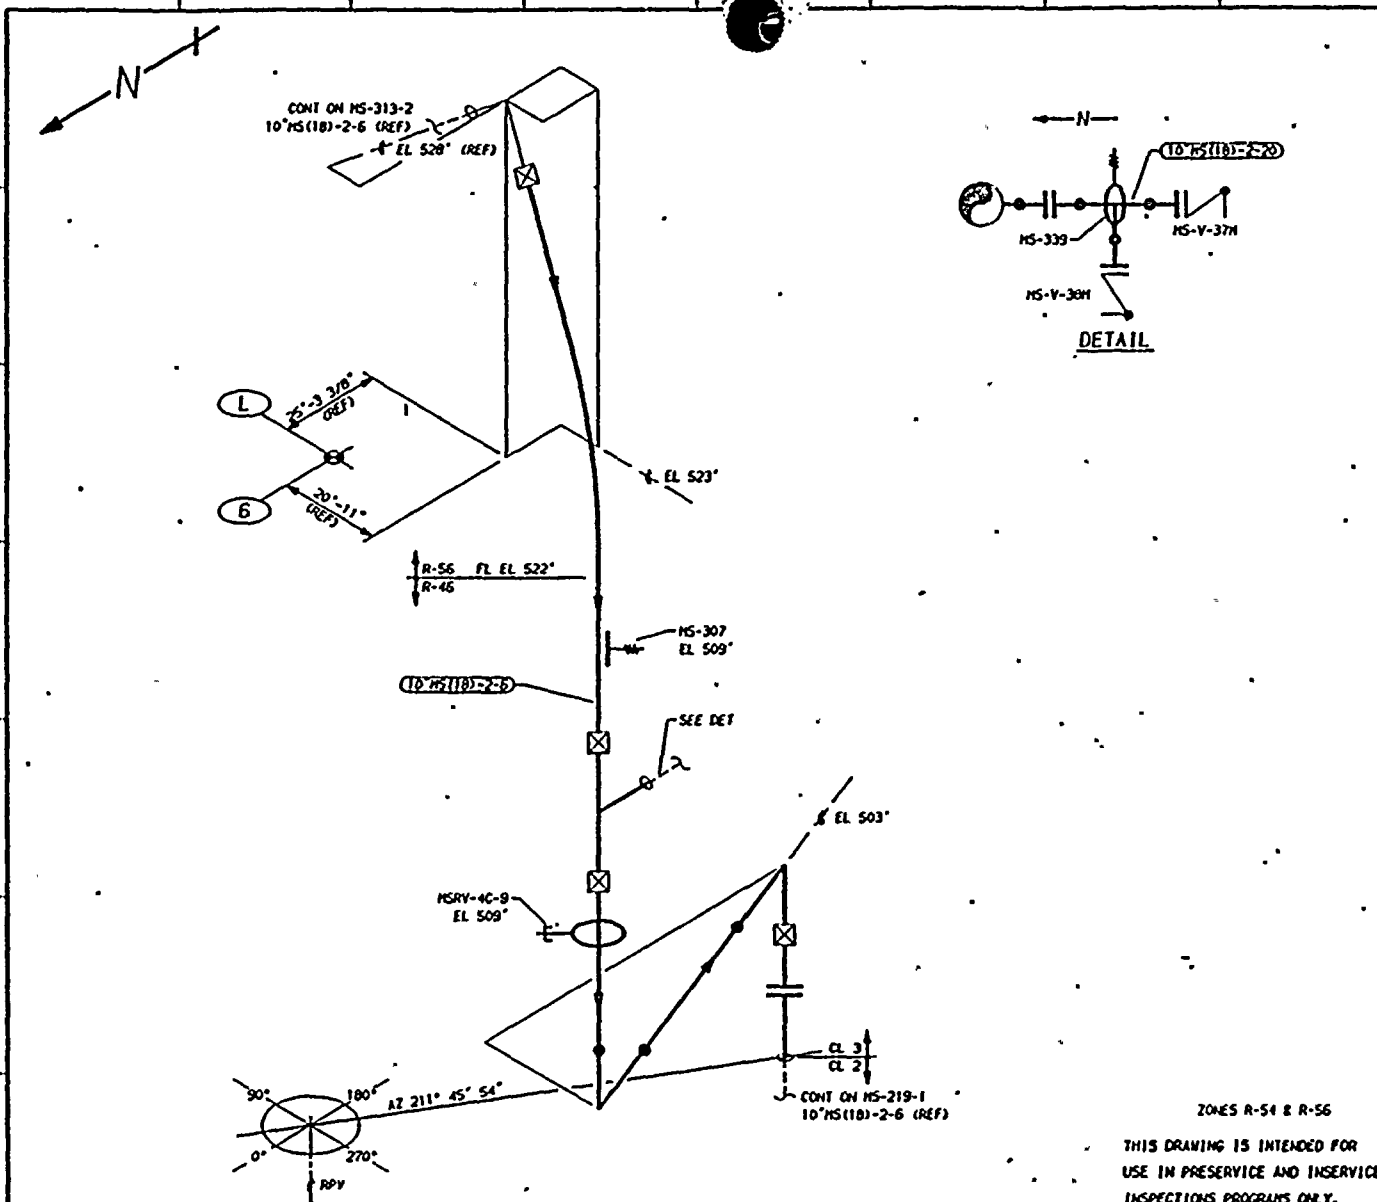 N
CONT ON MS-313-2
10"MS(18)-2-6 (REF)
EL 528' (REF)
N
10"MS(18)-2-20
MS-339
MS-V-37M
MS-V-38M
DETAIL
L
25'-3 3/8"
(REF)
6
20'-11"
(REF)
EL 523'
R-56 FL EL 522'
R-46
MS-307
EL 509'
10"MS(18)-2-6
SEE DET
EL 503'
MSRV-4C-9
EL 509'
CL 3
CL 2
AZ 211° 45' 54"
90°
180°
0°
270°
RPV
CONT ON MS-219-1
10"MS(18)-2-6 (REF)
ZONES R-54 & R-56
THIS DRAWING IS INTENDED FOR
USE IN PRESERVICE AND INSERVICE
INSPECTIONS PROGRAMS ONLY.